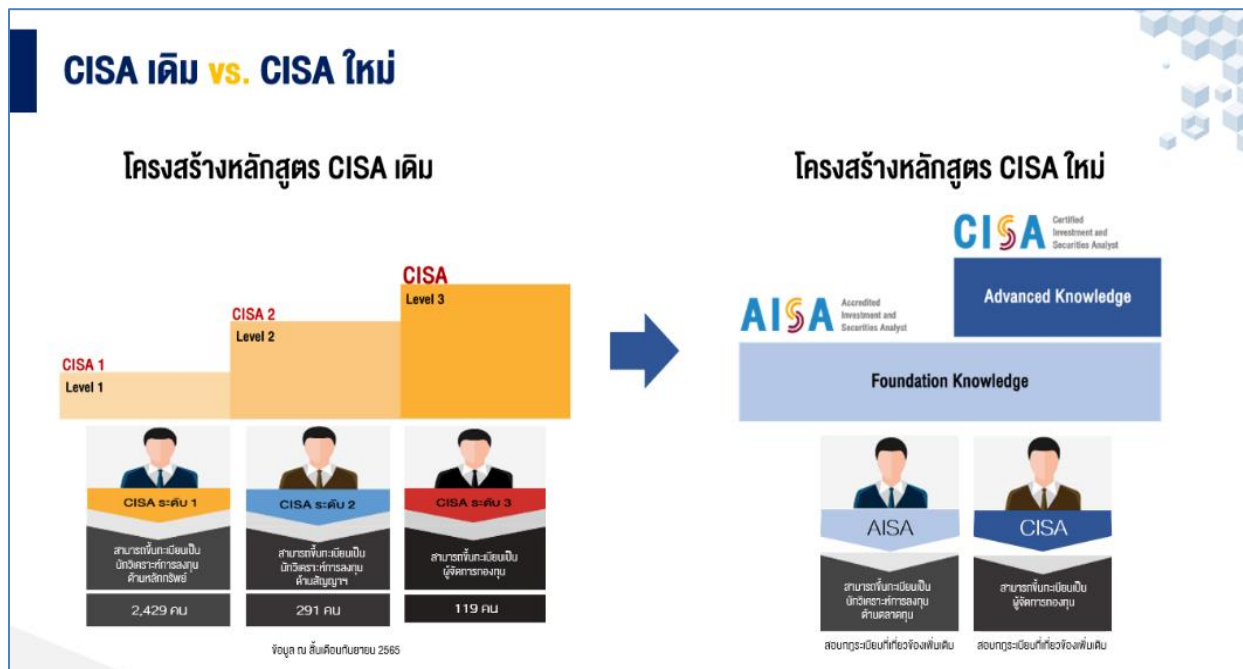 CISA เดิม vs. CISA ใหม่
โครงสร้างหลักสูตร CISA เดิม
CISA
Level 3
CISA 2
Level 2
CISA 1
Level 1
CISA ระดับ 1
สามารถขึ้นทะเบียนเป็น
นักวิเคราะห์การลงทุน
ด้านหลักทรัพย์
2,429 คน
CISA ระดับ 2
สามารถขึ้นทะเบียนเป็น
นักวิเคราะห์การลงทุน
ด้านสัญญาฯ
291 คน
CISA ระดับ 3
สามารถขึ้นทะเบียนเป็น
ผู้จัดการกองทุน
119 คน
ข้อมูล ณ สิ้นเดือนกันยายน 2565
โครงสร้างหลักสูตร CISA ใหม่
CISA
Certified
Investment and
Securities Analyst
Advanced Knowledge
AISA
Accredited
Investment and
Securities Analyst
Foundation Knowledge
AISA
สามารถขึ้นทะเบียนเป็น
นักวิเคราะห์การลงทุน
ด้านตลาดทุน
สอบกฎระเบียบที่เกี่ยวข้องเพิ่มเติม
CISA
สามารถขึ้นทะเบียนเป็น
ผู้จัดการกองทุน
สอบกฎระเบียบที่เกี่ยวข้องเพิ่มเติม